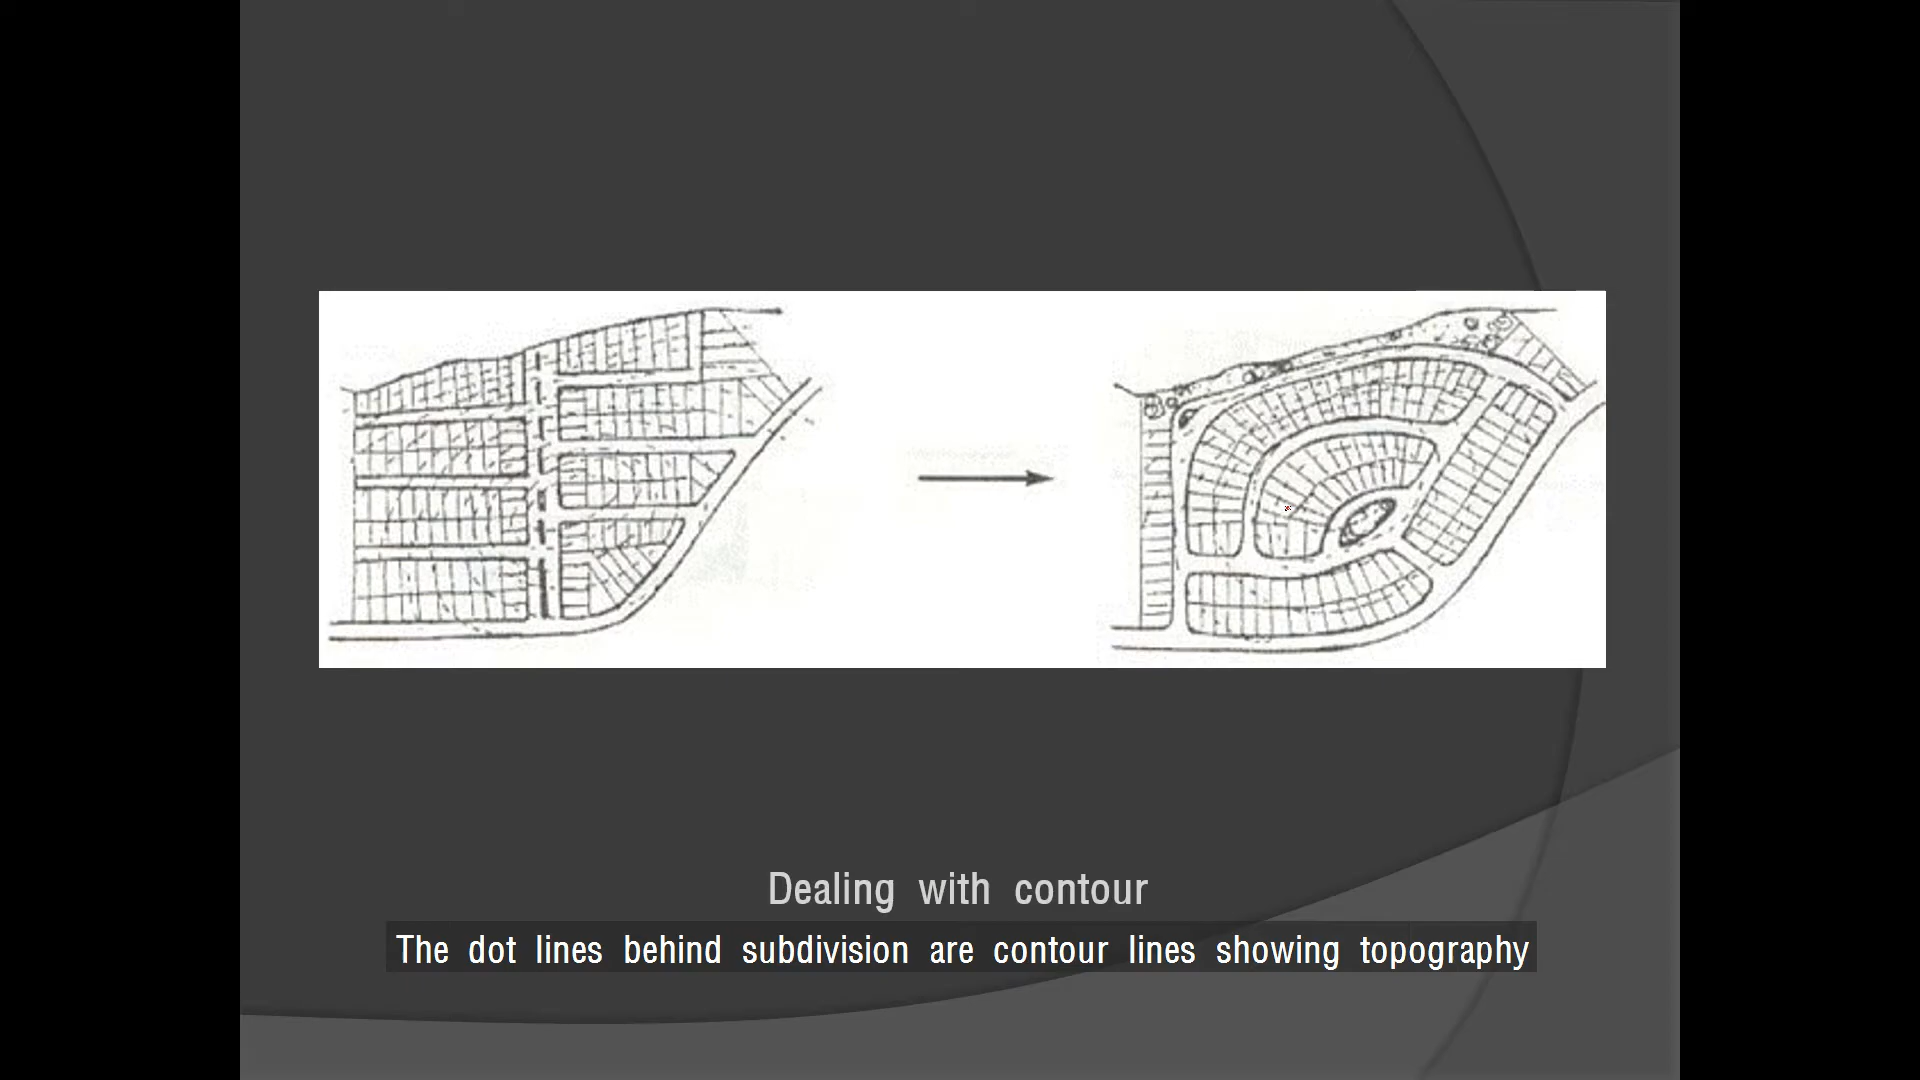 Dealing with contour
The dot lines behind subdivision are contour lines showing topography